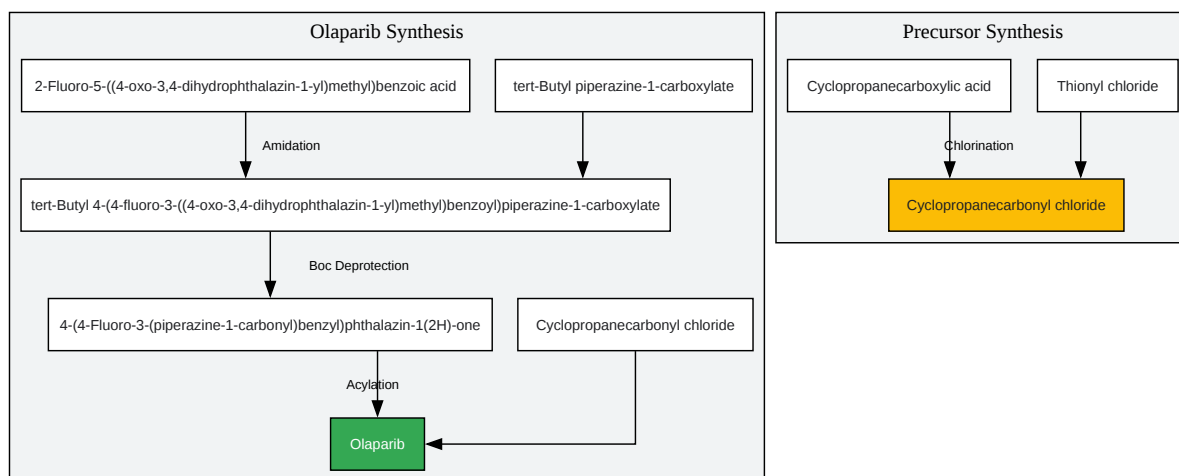 Olaparib Synthesis
2-Fluoro-5-((4-oxo-3,4-dihydrophthalazin-1-yl)methyl)benzoic acid
tert-Butyl piperazine-1-carboxylate
Amidation
tert-Butyl 4-(4-fluoro-3-((4-oxo-3,4-dihydrophthalazin-1-yl)methyl)benzoyl)piperazine-1-carboxylate
Boc Deprotection
4-(4-Fluoro-3-(piperazine-1-carbonyl)benzyl)phthalazin-1(2H)-one
Cyclopropanecarbonyl chloride
Acylation
Olaparib
Precursor Synthesis
Cyclopropanecarboxylic acid
Thionyl chloride
Chlorination
Cyclopropanecarbonyl chloride